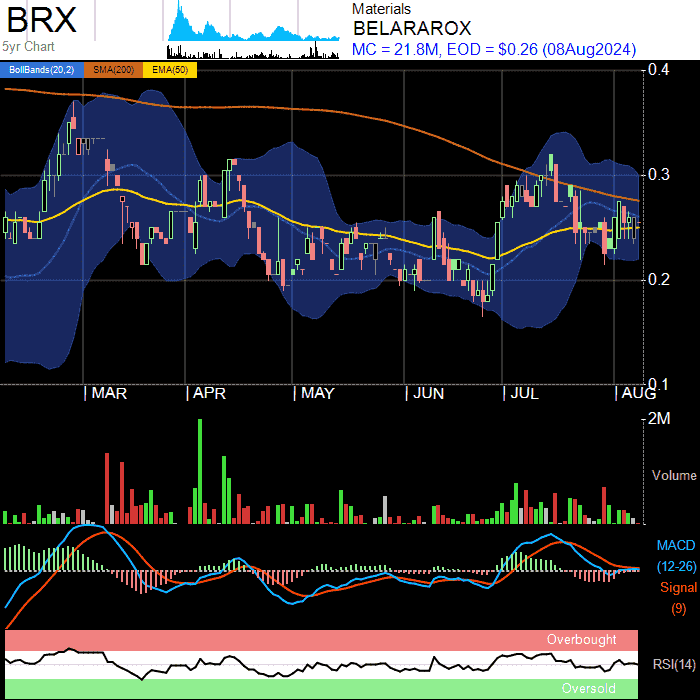 BRX
5yr Chart
Materials
BELARAROX
MC = 21.8M, EOD = $0.26 (08Aug2024)
BollBands(20,2) SMA(200) EMA(50)
0.4
0.3
0.2
0.1
MAR APR MAY JUN JUL AUG
2M
Volume
MACD
(12-26)
Signal
(9)
Overbought
RSI(14)
Oversold